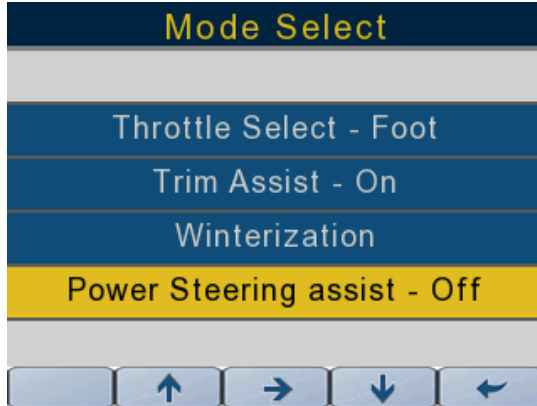 Mode Select
Throttle Select - Foot
Trim Assist - On
Winterization
Power Steering assist - Off